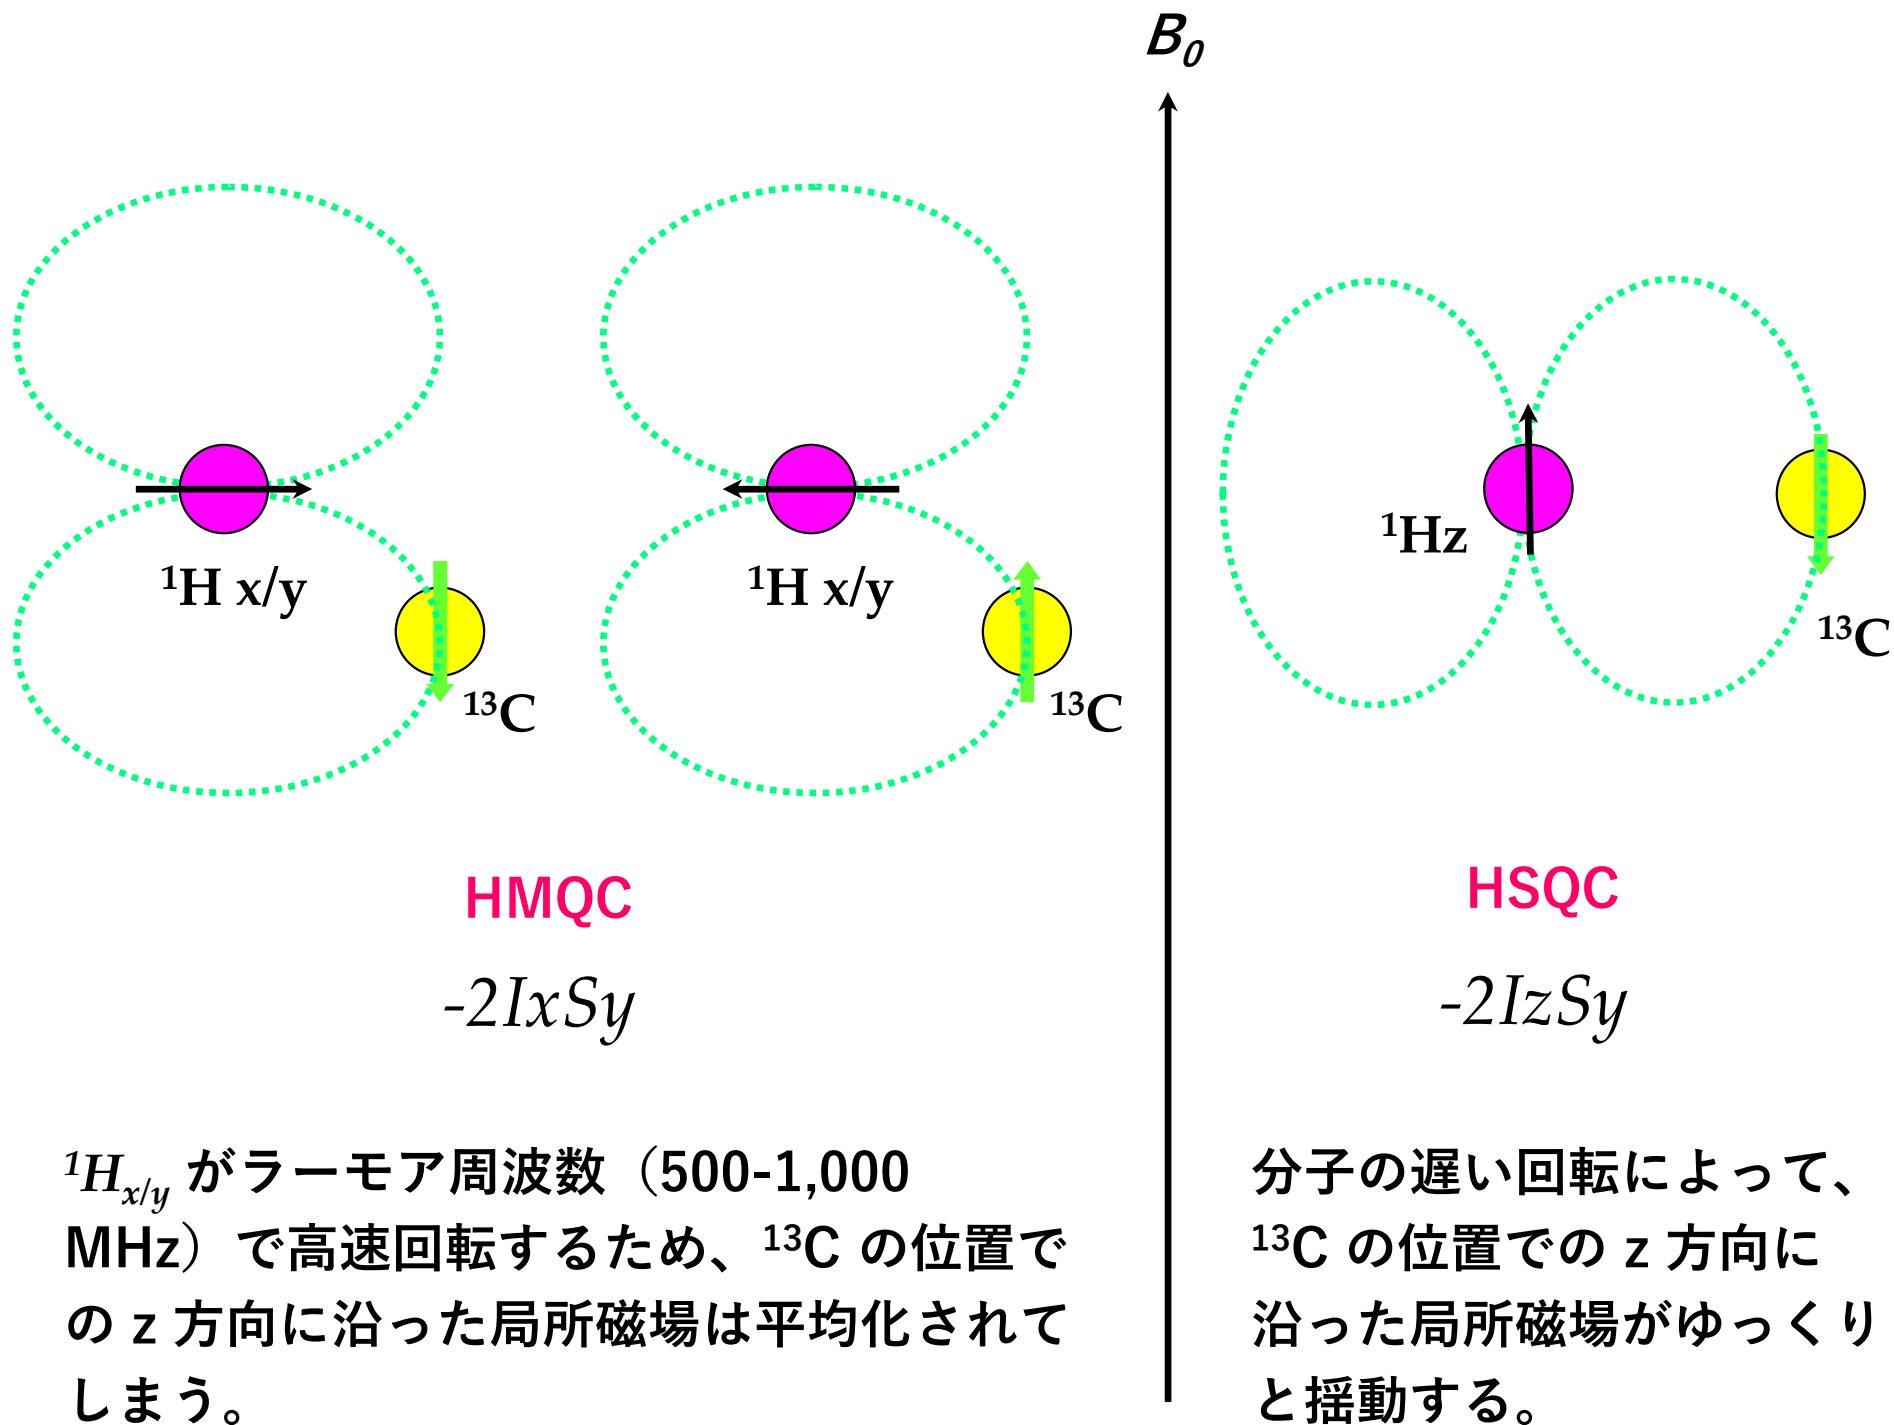 B0
1H x/y
13C
1H x/y
13C
1Hz
13C
HMQC
-2IxSy
HSQC
-2IzSy
1Hx/y がラーモア周波数（500-1,000
MHz）で高速回転するため、13C の位置で
の z 方向に沿った局所磁場は平均化されて
しまう。
分子の遅い回転によって、
13C の位置での z 方向に
沿った局所磁場がゆっくり
と揺動する。